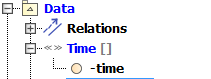 Data
Relations
<> Time []
-time